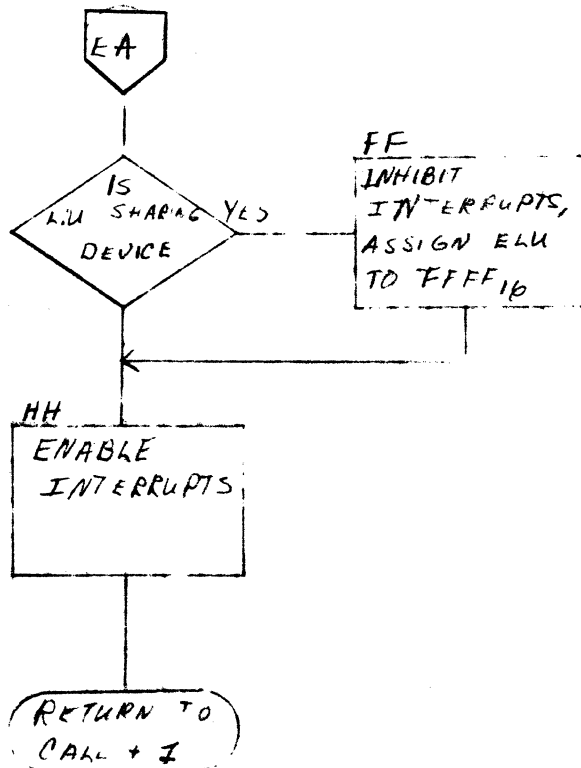 EA
IS
L.U SHARING
DEVICE
YES
FF
INHIBIT
INTERRUPTS,
ASSIGN ELU
TO FFFF₁₆
HH
ENABLE
INTERRUPTS
RETURN TO
CALL + 1